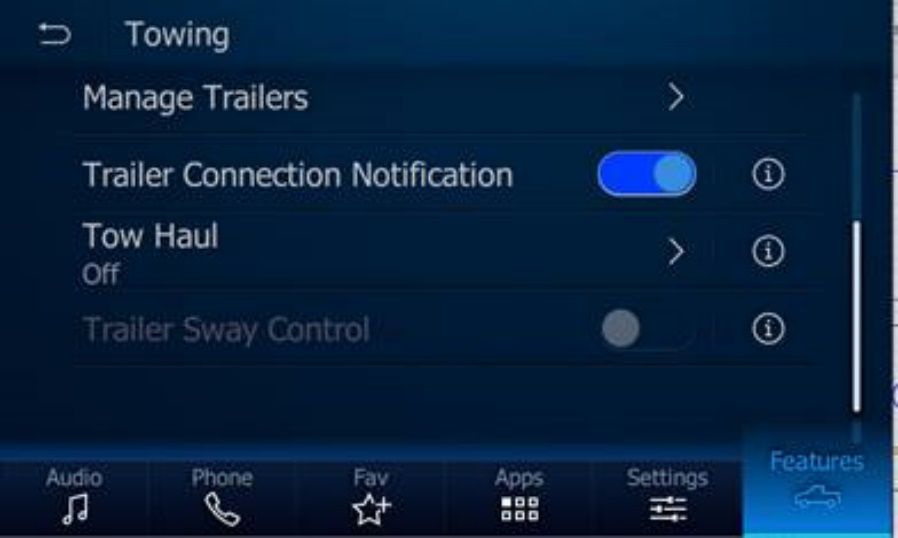 Towing
Manage Trailers
Trailer Connection Notification
Tow Haul
Off
Trailer Sway Control
Audio
Phone
Fav
Apps
Settings
Features